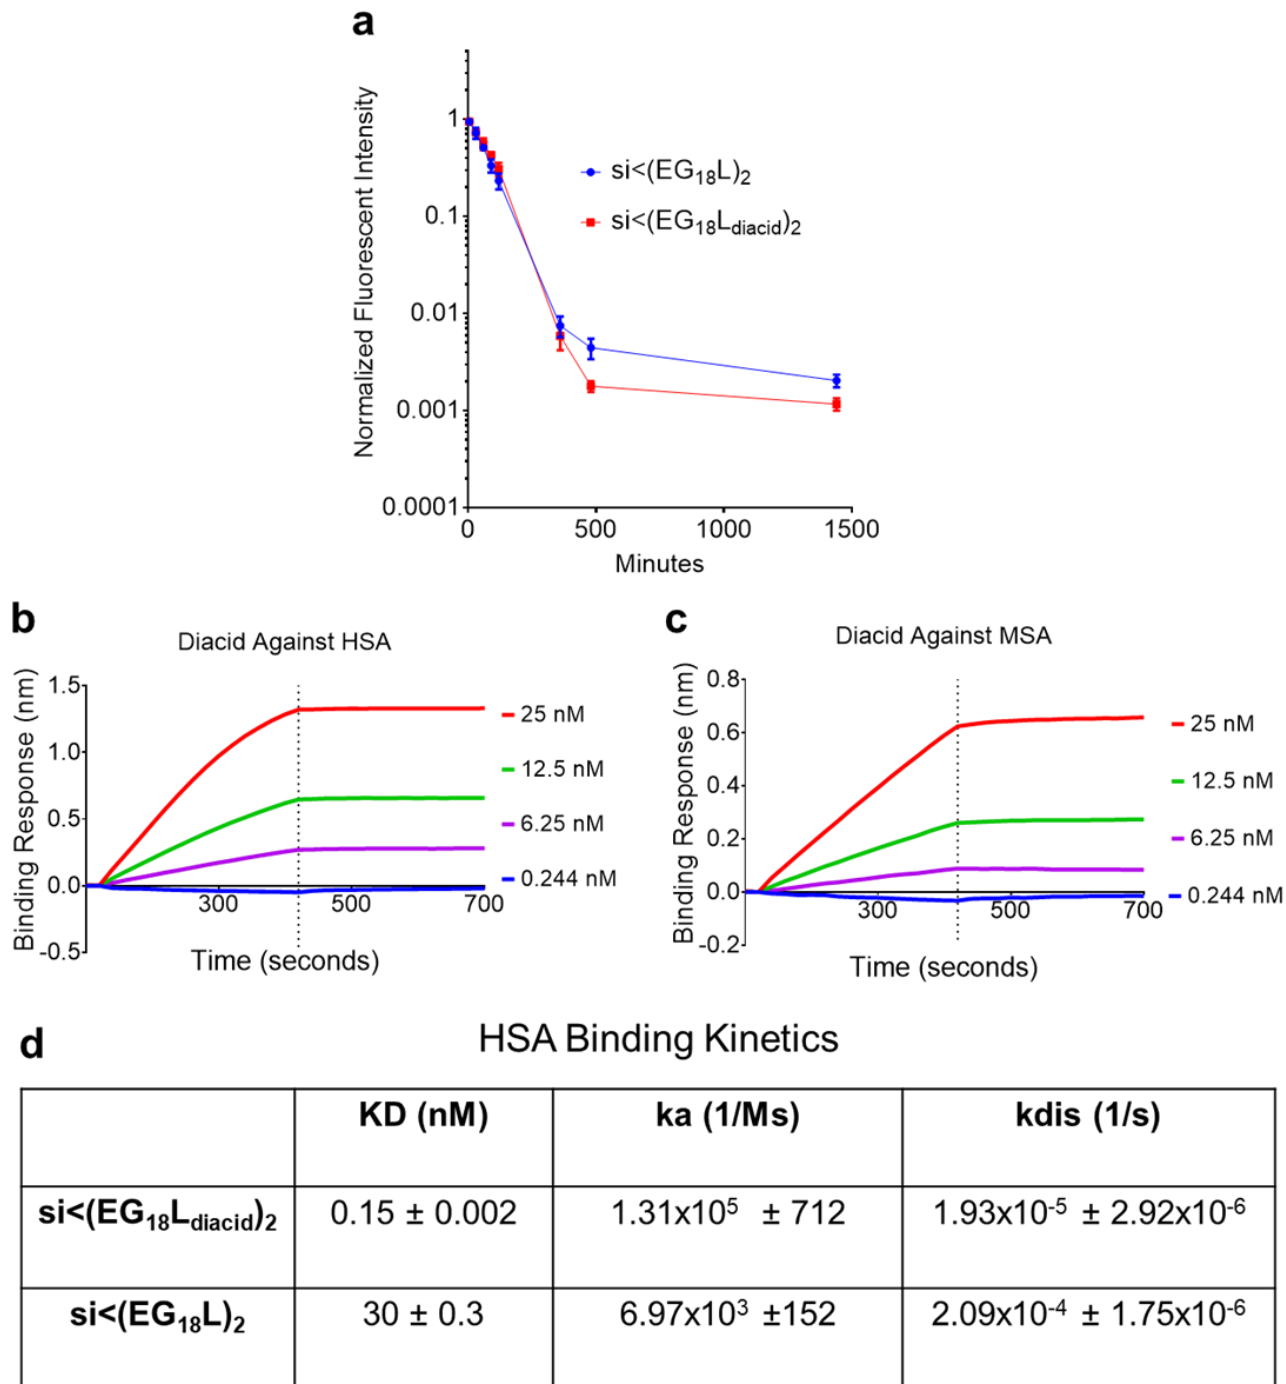 a
Normalized Fluorescent Intensity
1
0.1
0.01
0.001
0.0001
0
500
1000
1500
Minutes
si<(EG₁₈L)₂
si<(EG₁₈L_diacid)₂
b
Diacid Against HSA
Binding Response (nm)
1.5
1.0
0.5
0.0
-0.5
300
500
700
Time (seconds)
25 nM
12.5 nM
6.25 nM
0.244 nM
c
Diacid Against MSA
Binding Response (nm)
0.8
0.6
0.4
0.2
0.0
-0.2
300
500
700
Time (seconds)
25 nM
12.5 nM
6.25 nM
0.244 nM
d
HSA Binding Kinetics
KD (nM) ka (1/Ms) kdis (1/s)
si<(EG₁₈L_diacid)₂ 0.15 ± 0.002 1.31x10⁵ ± 712 1.93x10⁻⁵ ± 2.92x10⁻⁶
si<(EG₁₈L)₂ 30 ± 0.3 6.97x10³ ±152 2.09x10⁻⁴ ± 1.75x10⁻⁶